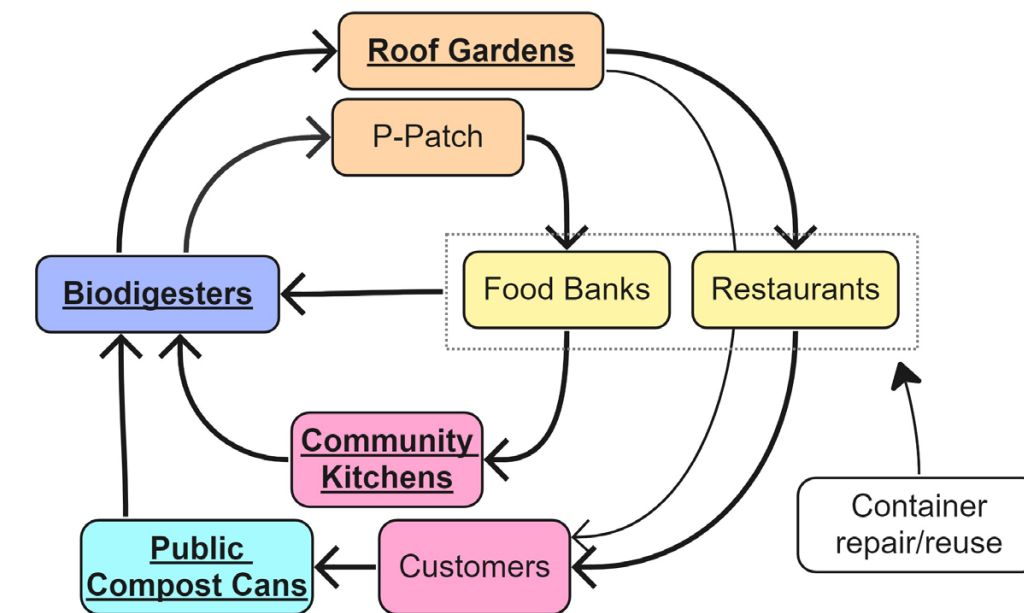 Roof Gardens
P-Patch
Biodigesters
Food Banks
Restaurants
Community
Kitchens
Container
repair/reuse
Public
Compost Cans
Customers